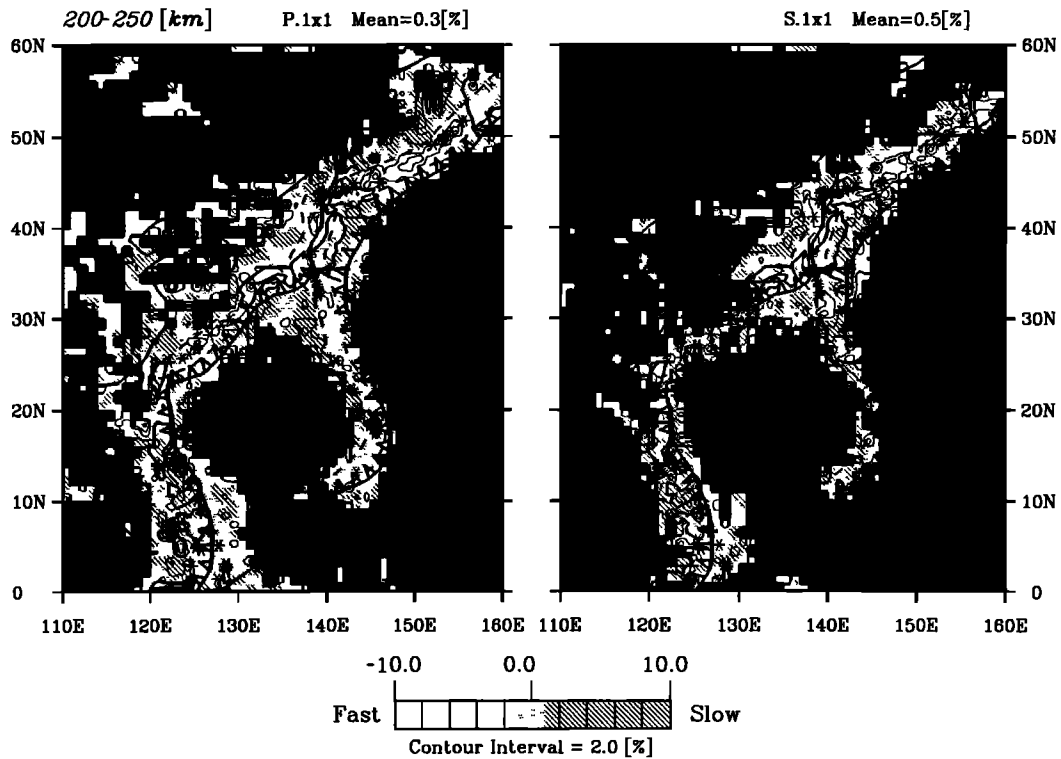 200-250 [km] P.1x1 Mean=0.3[%] S.1x1 Mean=0.5[%]
60N 60N
50N 50N
40N 40N
30N 30N
20N 20N
10N 10N
0 0
110E 120E 130E 140E 150E 160E 110E 120E 130E 140E 150E 160E
-10.0 0.0 10.0
Fast Slow
Contour Interval = 2.0 [%]